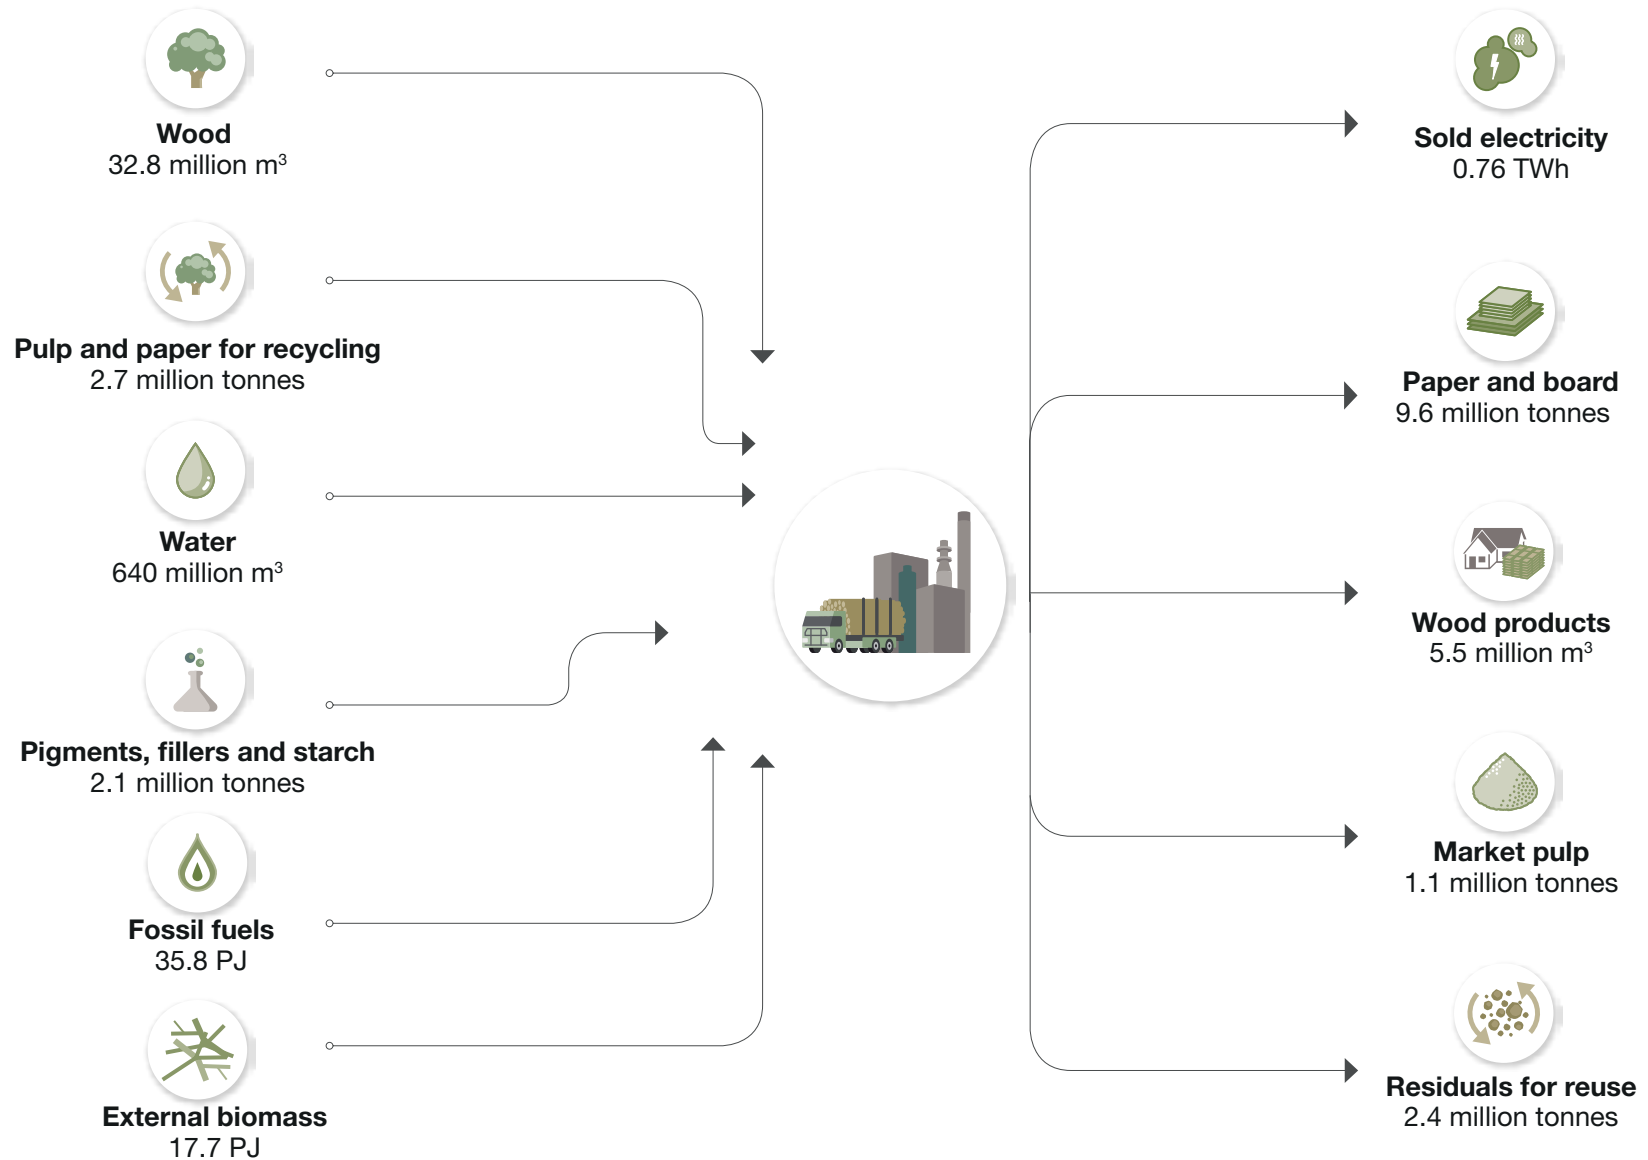 Wood
32.8 million m³
Pulp and paper for recycling
2.7 million tonnes
Water
640 million m³
Pigments, fillers and starch
2.1 million tonnes
Fossil fuels
35.8 PJ
External biomass
17.7 PJ
Sold electricity
0.76 TWh
Paper and board
9.6 million tonnes
Wood products
5.5 million m³
Market pulp
1.1 million tonnes
Residuals for reuse
2.4 million tonnes